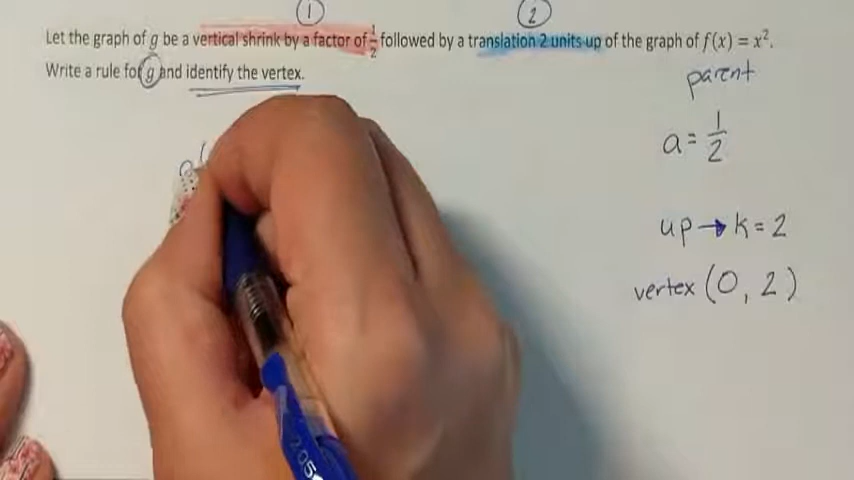 ① ②
Let the graph of g be a vertical shrink by a factor of 1/2 followed by a translation 2 units up of the graph of f(x) = x².
Write a rule for g and identify the vertex.
parent
a = 1/2
up → k = 2
vertex (0, 2)